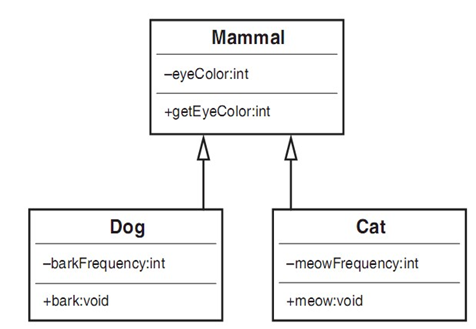 Mammal
–eyeColor:int
+getEyeColor:int
Dog
–barkFrequency:int
+bark:void
Cat
–meowFrequency:int
+meow:void